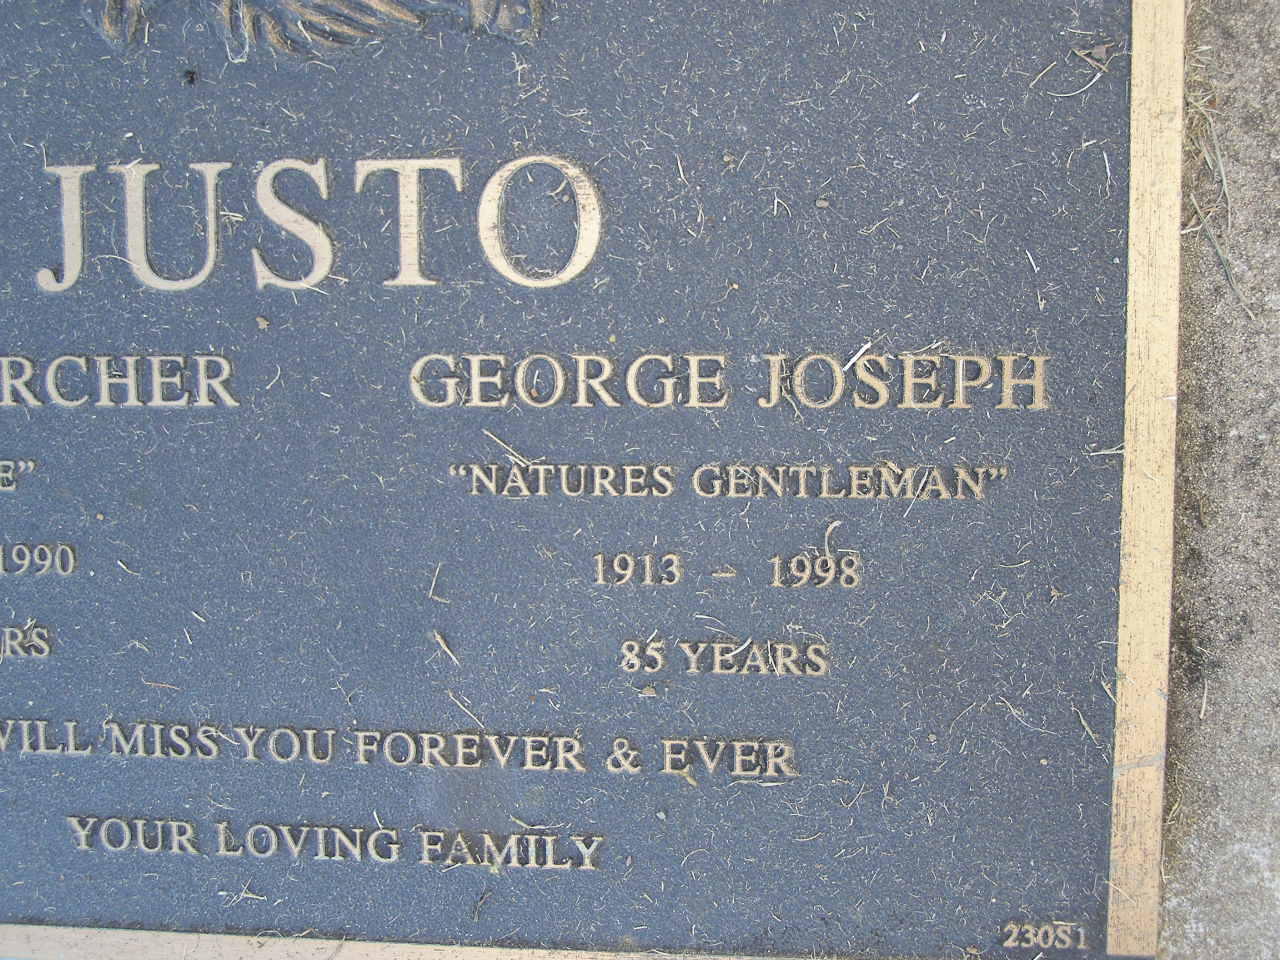 JUSTO
RCHER GEORGE JOSEPH
E” “NATURES GENTLEMAN”
1990 1913 – 1998
RS 85 YEARS
WILL MISS YOU FOREVER & EVER
YOUR LOVING FAMILY
230S1